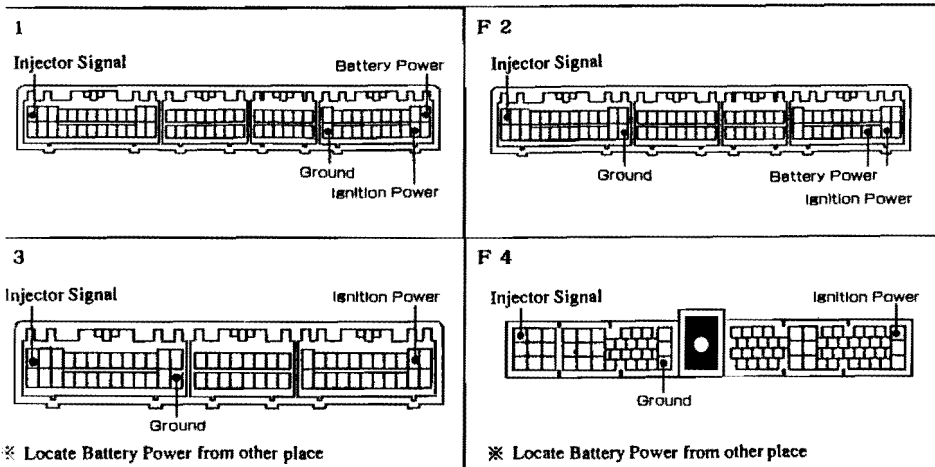 1
Injector Signal
Battery Power
Ground
Ignition Power
F 2
Injector Signal
Ground
Battery Power
Ignition Power
3
Injector Signal
Ignition Power
Ground
※ Locate Battery Power from other place
F 4
Injector Signal
Ignition Power
Ground
※ Locate Battery Power from other place